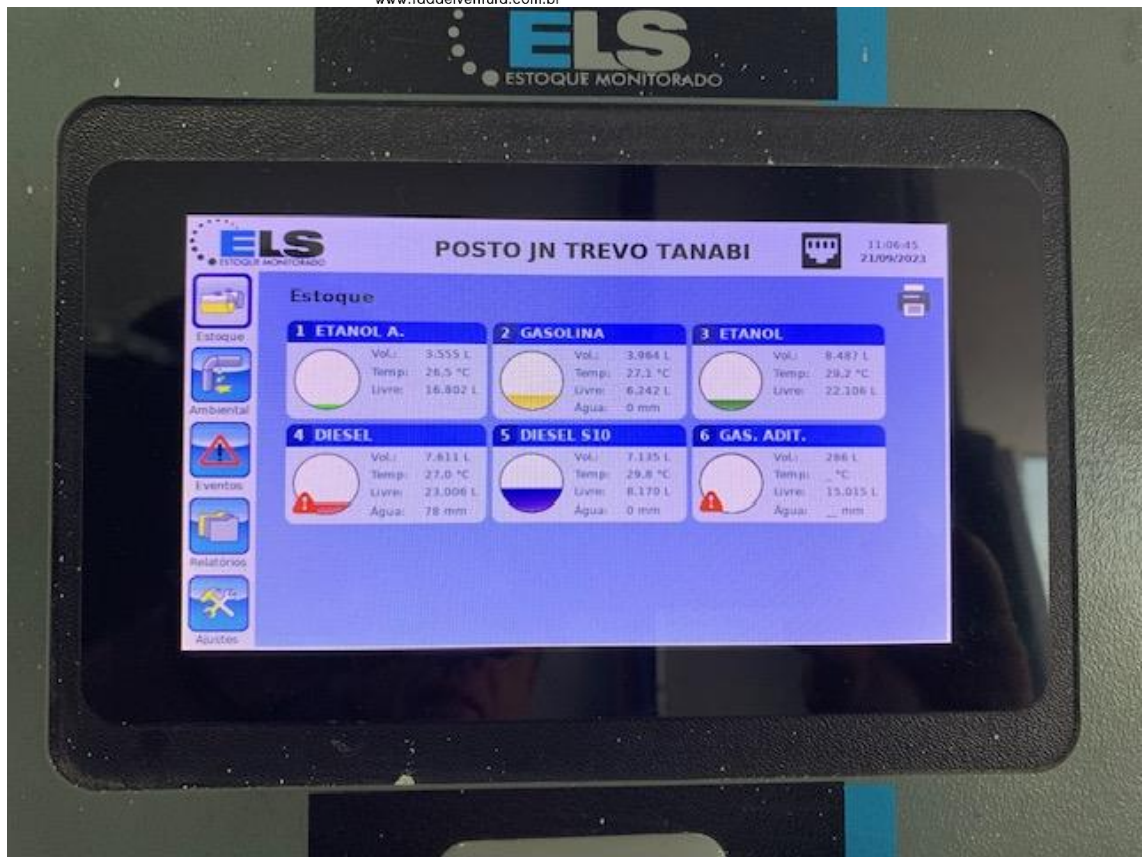 www.raadelventura.com.br
ELS
ESTOQUE MONITORADO
ELS
ESTOQUE MONITORADO
POSTO JN TREVO TANABI
11:06:45
21/09/2023
Estoque
Estoque
Ambiental
Eventos
Relatórios
Ajustes
1 ETANOL A.
Vol.: 3.555 L
Temp: 26,5 °C
Livre: 16.802 L
2 GASOLINA
Vol.: 3.964 L
Temp: 27,1 °C
Livre: 6.242 L
Água: 0 mm
3 ETANOL
Vol.: 8.487 L
Temp: 29,2 °C
Livre: 22.106 L
4 DIESEL
Vol.: 7.611 L
Temp: 27,0 °C
Livre: 23.006 L
Água: 78 mm
5 DIESEL S10
Vol.: 7.135 L
Temp: 29,8 °C
Livre: 8.170 L
Água: 0 mm
6 GAS. ADIT.
Vol.: 286 L
Temp: _ °C
Livre: 15.015 L
Água: __ mm